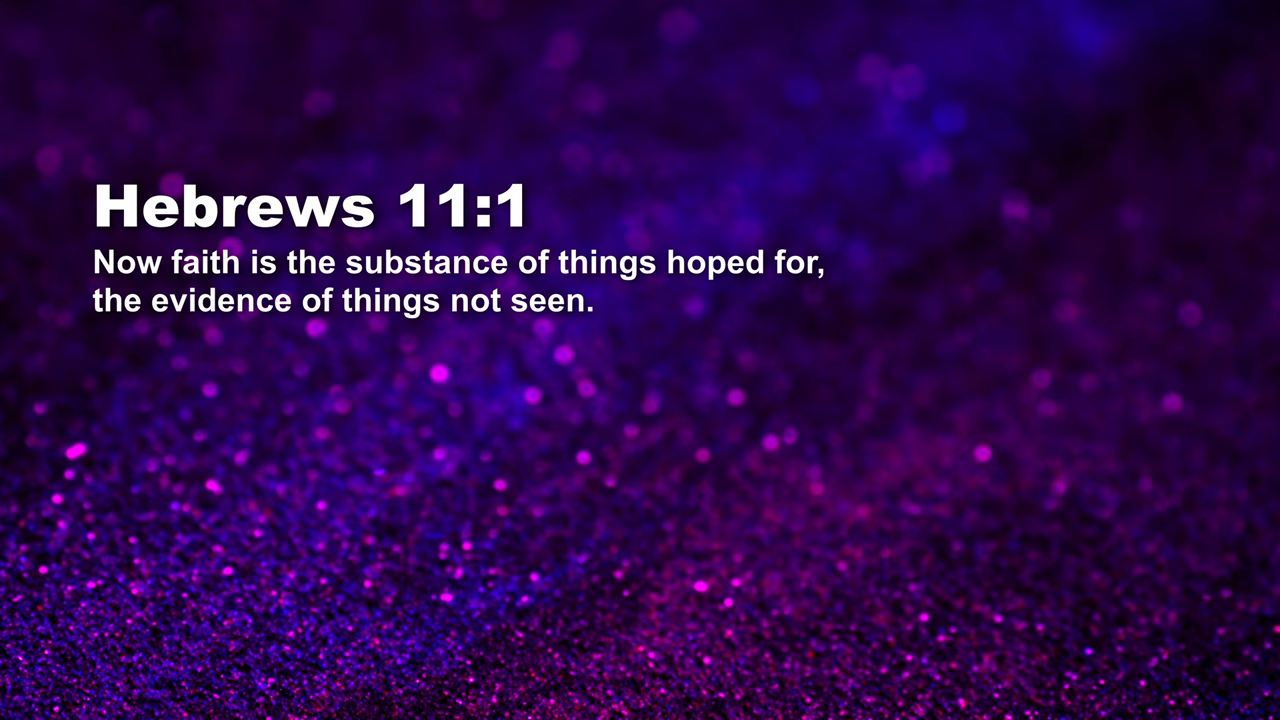 Hebrews 11:1
Now faith is the substance of things hoped for,
the evidence of things not seen.